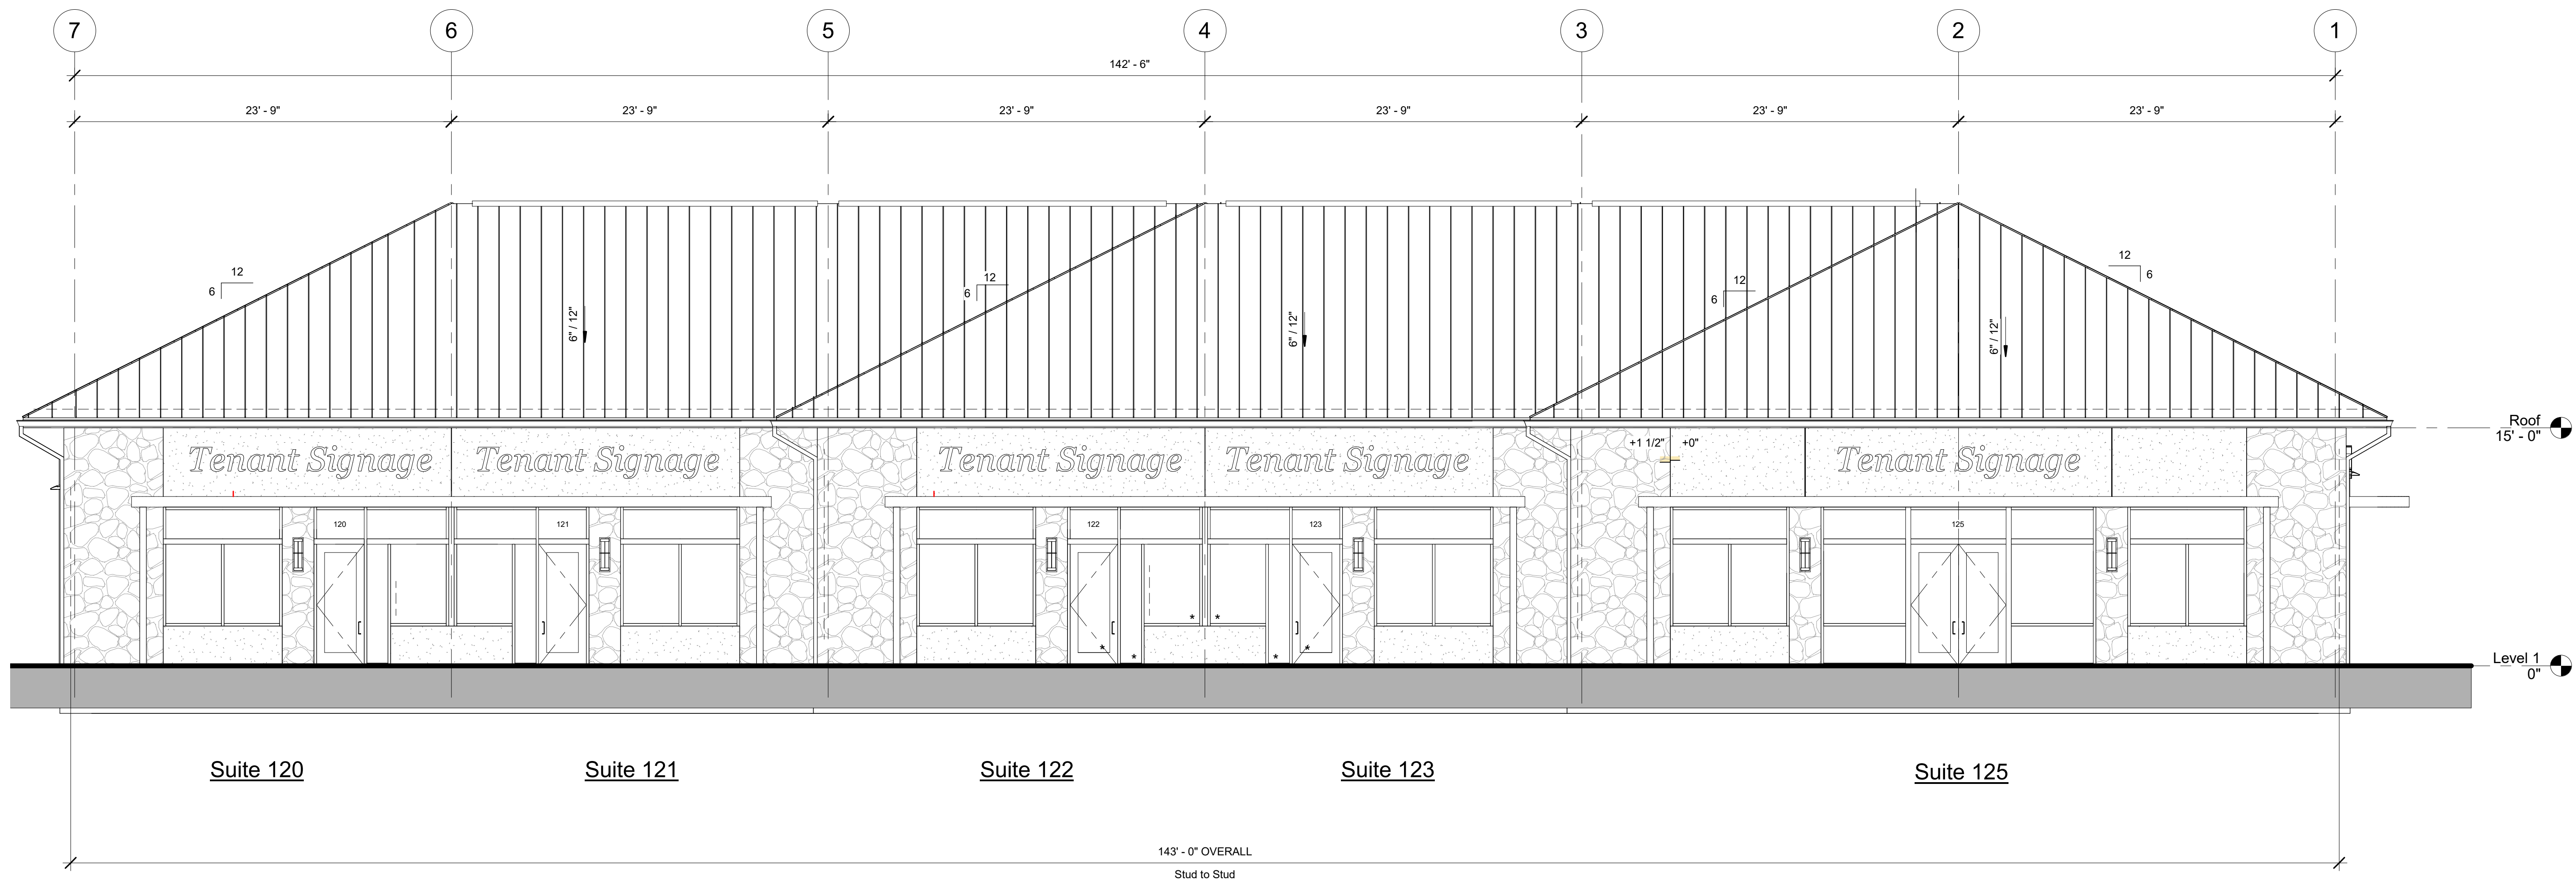 7 6 5 4 3 2 1
142' - 6"
23' - 9" 23' - 9" 23' - 9" 23' - 9" 23' - 9" 23' - 9"
12 12 12 12
6 6 6 6
6" / 12" 6" / 12" 6" / 12"
Roof
15' - 0"
+1 1/2" +0"
Tenant Signage Tenant Signage Tenant Signage Tenant Signage Tenant Signage
120 121 122 123 125
* *
* * * *
Level 1
0"
Suite 120 Suite 121 Suite 122 Suite 123 Suite 125
143' - 0" OVERALL
Stud to Stud